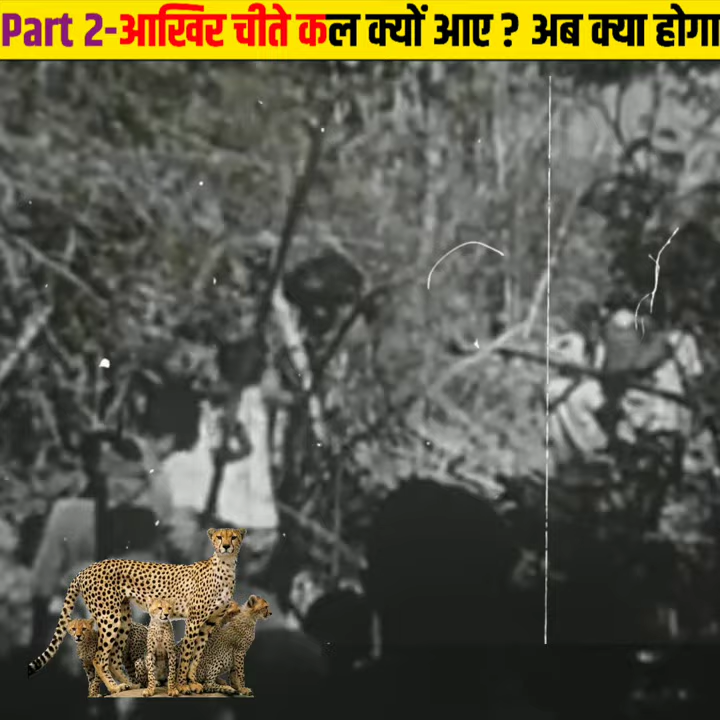 Part 2-आखिर चीते कल क्यों आए ? अब क्या होगा